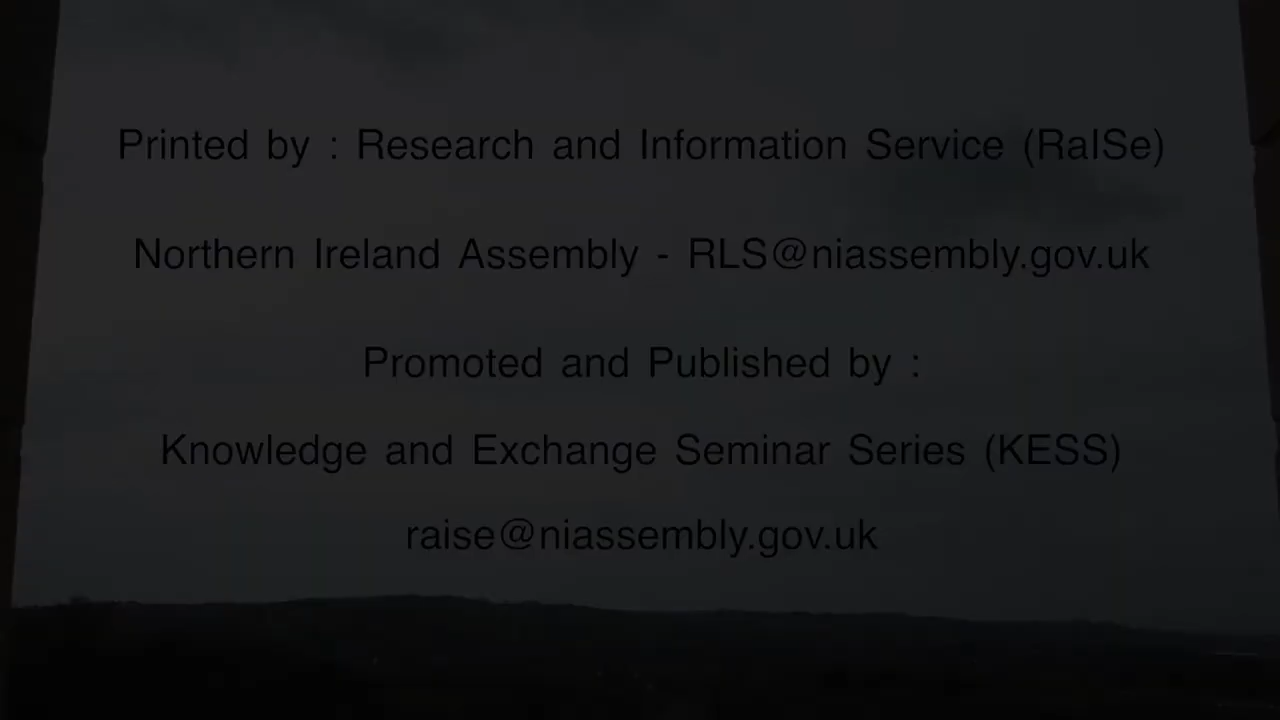 Printed by : Research and Information Service (RaISe)
Northern Ireland Assembly - RLS@niassembly.gov.uk
Promoted and Published by :
Knowledge and Exchange Seminar Series (KESS)
raise@niassembly.gov.uk